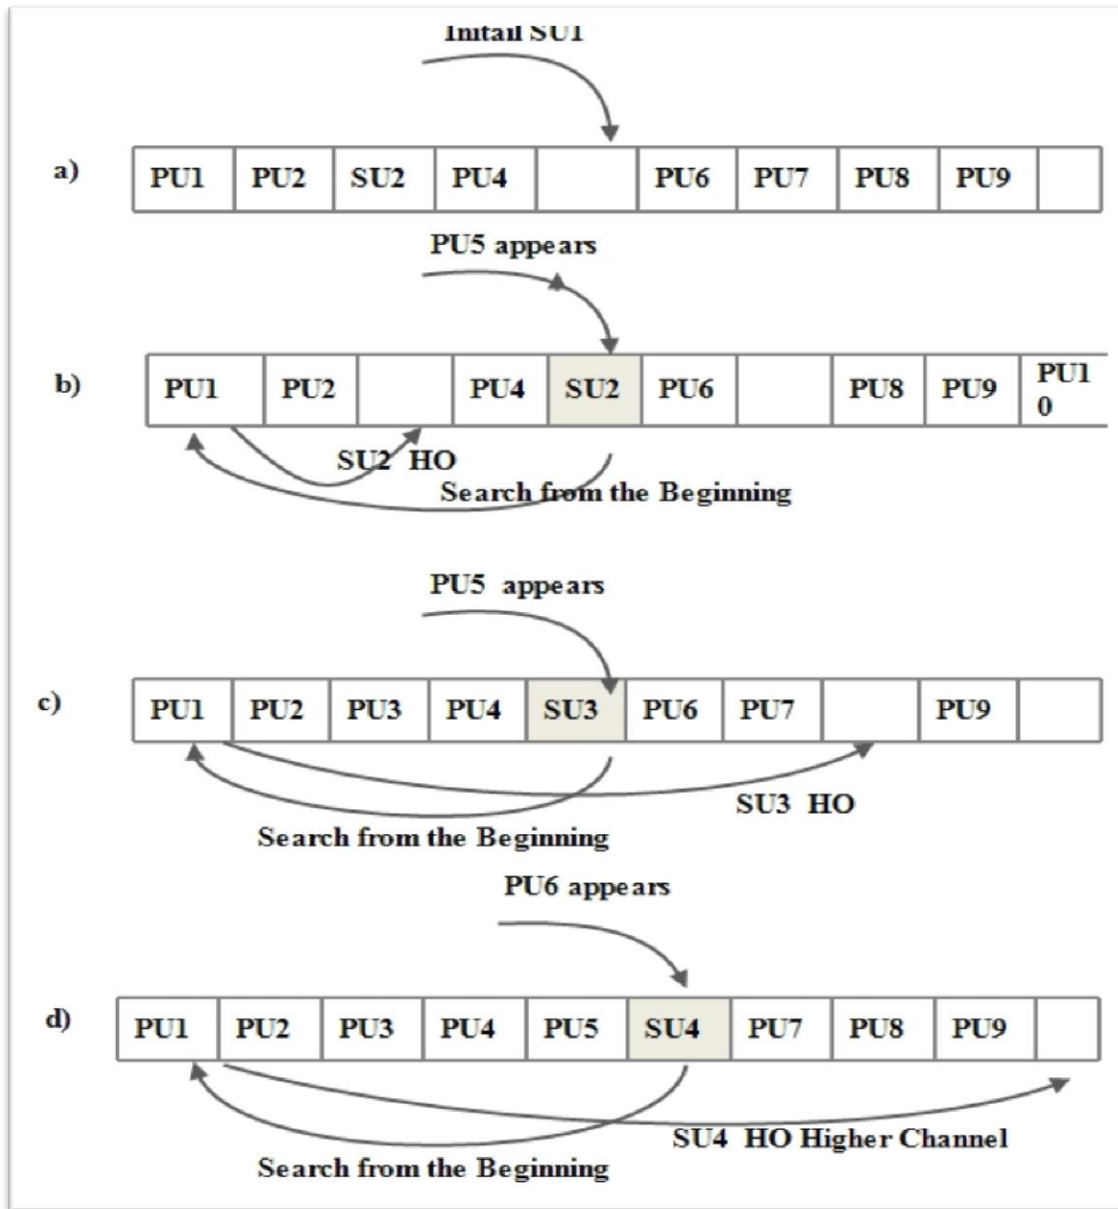 Initail SU1
a)
PU1 PU2 SU2 PU4 PU6 PU7 PU8 PU9
PU5 appears
b)
PU1 PU2 PU4 SU2 PU6 PU8 PU9 PU1
0
SU2 HO
Search from the Beginning
PU5 appears
c)
PU1 PU2 PU3 PU4 SU3 PU6 PU7 PU9
SU3 HO
Search from the Beginning
PU6 appears
d)
PU1 PU2 PU3 PU4 PU5 SU4 PU7 PU8 PU9
SU4 HO Higher Channel
Search from the Beginning